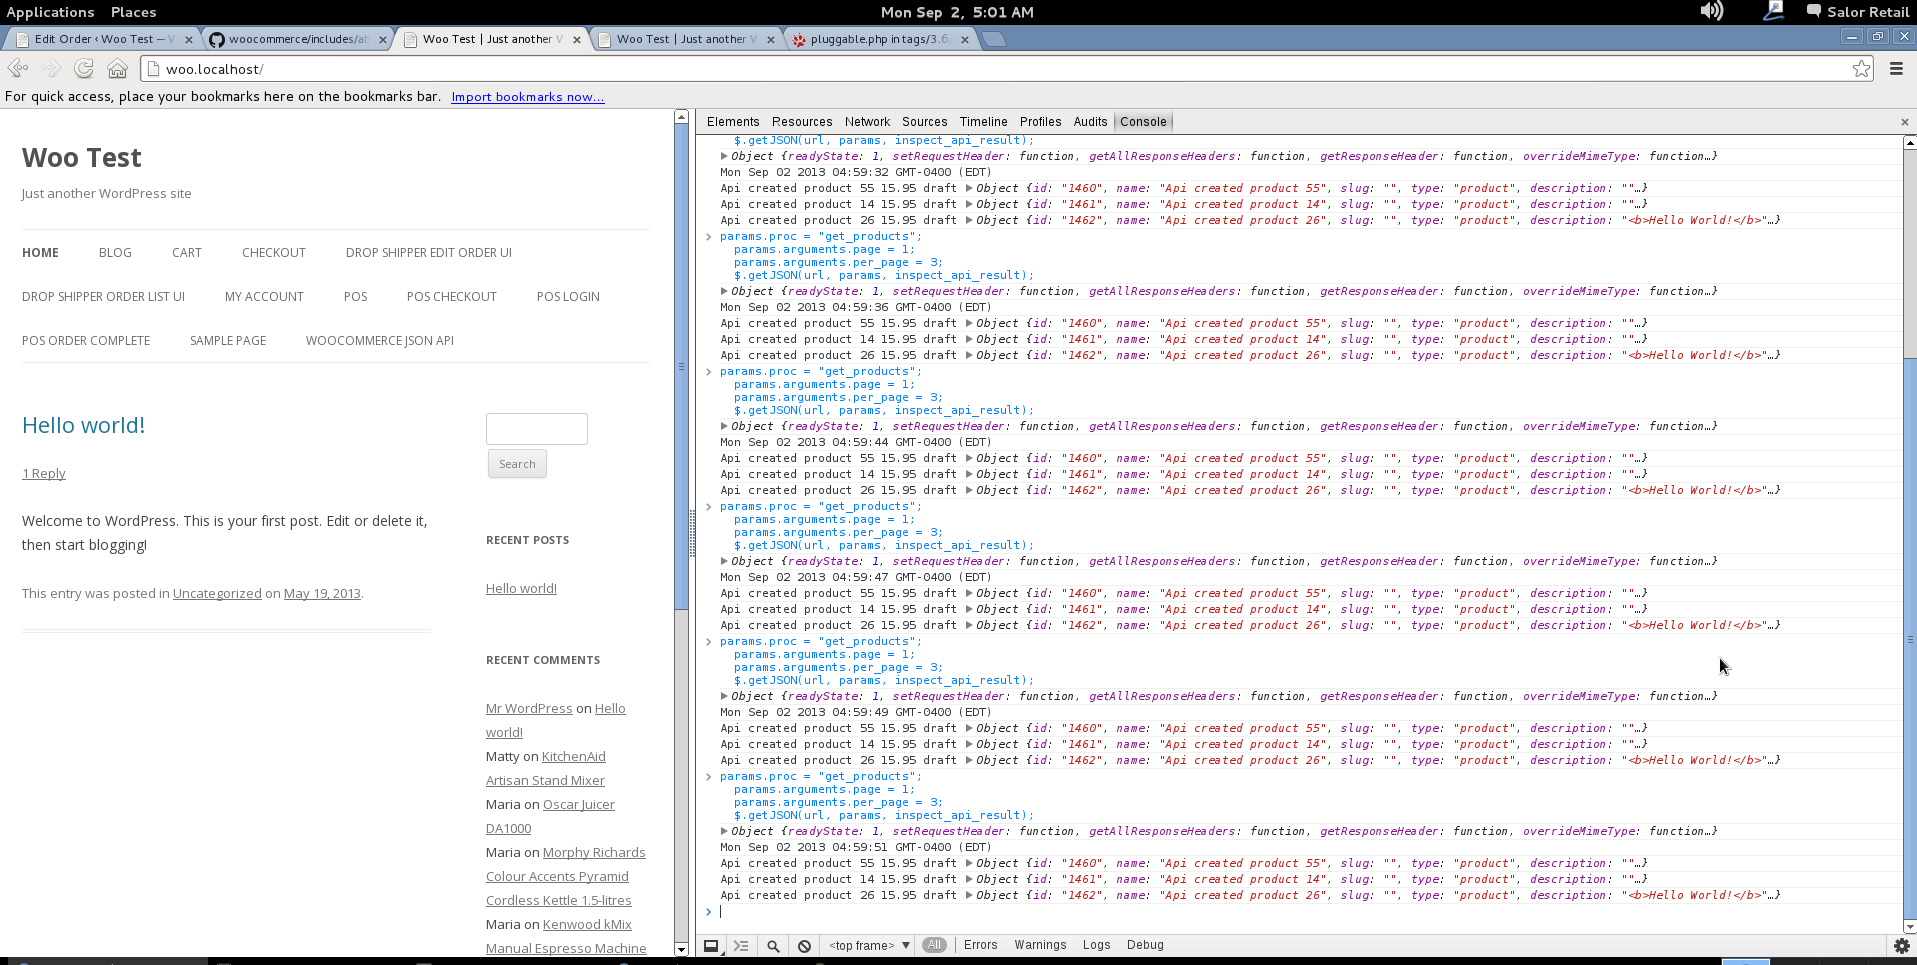 Applications Places Mon Sep 2, 5:01 AM Salor Retail
Edit Order ‹ Woo Test — W woocommerce/includes/ab Woo Test | Just another W Woo Test | Just another W pluggable.php in tags/3.6
woo.localhost/
For quick access, place your bookmarks here on the bookmarks bar. Import bookmarks now...
Woo Test
Just another WordPress site
HOME BLOG CART CHECKOUT DROP SHIPPER EDIT ORDER UI
DROP SHIPPER ORDER LIST UI MY ACCOUNT POS POS CHECKOUT POS LOGIN
POS ORDER COMPLETE SAMPLE PAGE WOOCOMMERCE JSON API
Hello world!
1 Reply
Welcome to WordPress. This is your first post. Edit or delete it,
then start blogging!
This entry was posted in Uncategorized on May 19, 2013.
Search
RECENT POSTS
Hello world!
RECENT COMMENTS
Mr WordPress on Hello
world!
Matty on KitchenAid
Artisan Stand Mixer
Maria on Oscar Juicer
DA1000
Maria on Morphy Richards
Colour Accents Pyramid
Cordless Kettle 1.5-litres
Maria on Kenwood kMix
Manual Espresso Machine
Elements Resources Network Sources Timeline Profiles Audits Console
$.getJSON(url, params, inspect_api_result);
Object {readyState: 1, setRequestHeader: function, getAllResponseHeaders: function, getResponseHeader: function, overrideMimeType: function…}
Mon Sep 02 2013 04:59:32 GMT-0400 (EDT)
Api created product 55 15.95 draft Object {id: "1460", name: "Api created product 55", slug: "", type: "product", description: ""…}
Api created product 14 15.95 draft Object {id: "1461", name: "Api created product 14", slug: "", type: "product", description: ""…}
Api created product 26 15.95 draft Object {id: "1462", name: "Api created product 26", slug: "", type: "product", description: "<b>Hello World!</b>"…}
params.proc = "get_products";
params.arguments.page = 1;
params.arguments.per_page = 3;
$.getJSON(url, params, inspect_api_result);
Object {readyState: 1, setRequestHeader: function, getAllResponseHeaders: function, getResponseHeader: function, overrideMimeType: function…}
Mon Sep 02 2013 04:59:36 GMT-0400 (EDT)
Api created product 55 15.95 draft Object {id: "1460", name: "Api created product 55", slug: "", type: "product", description: ""…}
Api created product 14 15.95 draft Object {id: "1461", name: "Api created product 14", slug: "", type: "product", description: ""…}
Api created product 26 15.95 draft Object {id: "1462", name: "Api created product 26", slug: "", type: "product", description: "<b>Hello World!</b>"…}
params.proc = "get_products";
params.arguments.page = 1;
params.arguments.per_page = 3;
$.getJSON(url, params, inspect_api_result);
Object {readyState: 1, setRequestHeader: function, getAllResponseHeaders: function, getResponseHeader: function, overrideMimeType: function…}
Mon Sep 02 2013 04:59:44 GMT-0400 (EDT)
Api created product 55 15.95 draft Object {id: "1460", name: "Api created product 55", slug: "", type: "product", description: ""…}
Api created product 14 15.95 draft Object {id: "1461", name: "Api created product 14", slug: "", type: "product", description: ""…}
Api created product 26 15.95 draft Object {id: "1462", name: "Api created product 26", slug: "", type: "product", description: "<b>Hello World!</b>"…}
params.proc = "get_products";
params.arguments.page = 1;
params.arguments.per_page = 3;
$.getJSON(url, params, inspect_api_result);
Object {readyState: 1, setRequestHeader: function, getAllResponseHeaders: function, getResponseHeader: function, overrideMimeType: function…}
Mon Sep 02 2013 04:59:47 GMT-0400 (EDT)
Api created product 55 15.95 draft Object {id: "1460", name: "Api created product 55", slug: "", type: "product", description: ""…}
Api created product 14 15.95 draft Object {id: "1461", name: "Api created product 14", slug: "", type: "product", description: ""…}
Api created product 26 15.95 draft Object {id: "1462", name: "Api created product 26", slug: "", type: "product", description: "<b>Hello World!</b>"…}
params.proc = "get_products";
params.arguments.page = 1;
params.arguments.per_page = 3;
$.getJSON(url, params, inspect_api_result);
Object {readyState: 1, setRequestHeader: function, getAllResponseHeaders: function, getResponseHeader: function, overrideMimeType: function…}
Mon Sep 02 2013 04:59:49 GMT-0400 (EDT)
Api created product 55 15.95 draft Object {id: "1460", name: "Api created product 55", slug: "", type: "product", description: ""…}
Api created product 14 15.95 draft Object {id: "1461", name: "Api created product 14", slug: "", type: "product", description: ""…}
Api created product 26 15.95 draft Object {id: "1462", name: "Api created product 26", slug: "", type: "product", description: "<b>Hello World!</b>"…}
params.proc = "get_products";
params.arguments.page = 1;
params.arguments.per_page = 3;
$.getJSON(url, params, inspect_api_result);
Object {readyState: 1, setRequestHeader: function, getAllResponseHeaders: function, getResponseHeader: function, overrideMimeType: function…}
Mon Sep 02 2013 04:59:51 GMT-0400 (EDT)
Api created product 55 15.95 draft Object {id: "1460", name: "Api created product 55", slug: "", type: "product", description: ""…}
Api created product 14 15.95 draft Object {id: "1461", name: "Api created product 14", slug: "", type: "product", description: ""…}
Api created product 26 15.95 draft Object {id: "1462", name: "Api created product 26", slug: "", type: "product", description: "<b>Hello World!</b>"…}
<top frame> All Errors Warnings Logs Debug